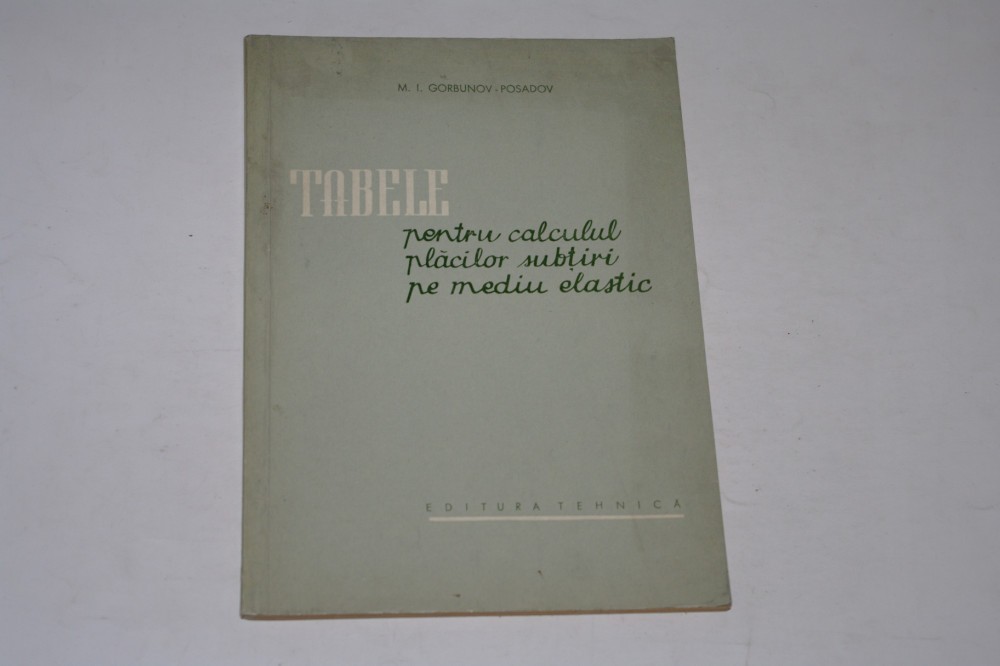 M. I. GORBUNOV-POSADOV
TABELE
pentru calculul
plăcilor subțiri
pe mediu elastic
EDITURA TEHNICĂ